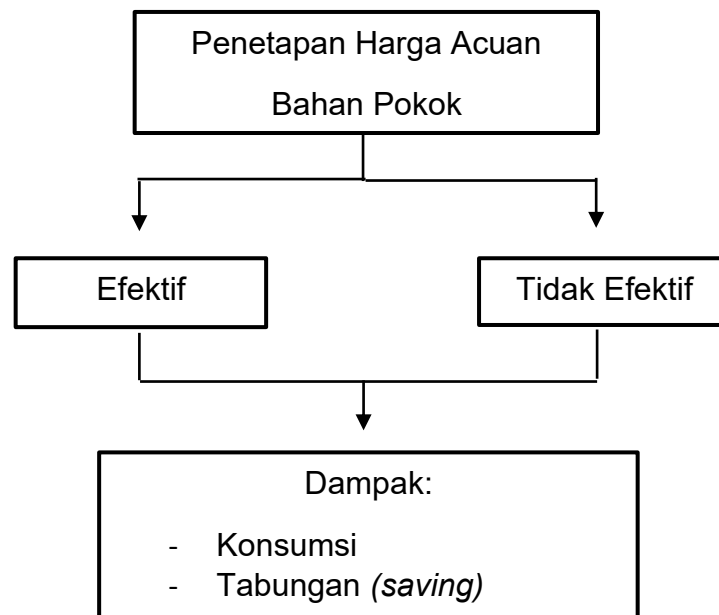 Penetapan Harga Acuan
Bahan Pokok
Efektif
Tidak Efektif
Dampak:
- Konsumsi
- Tabungan (saving)